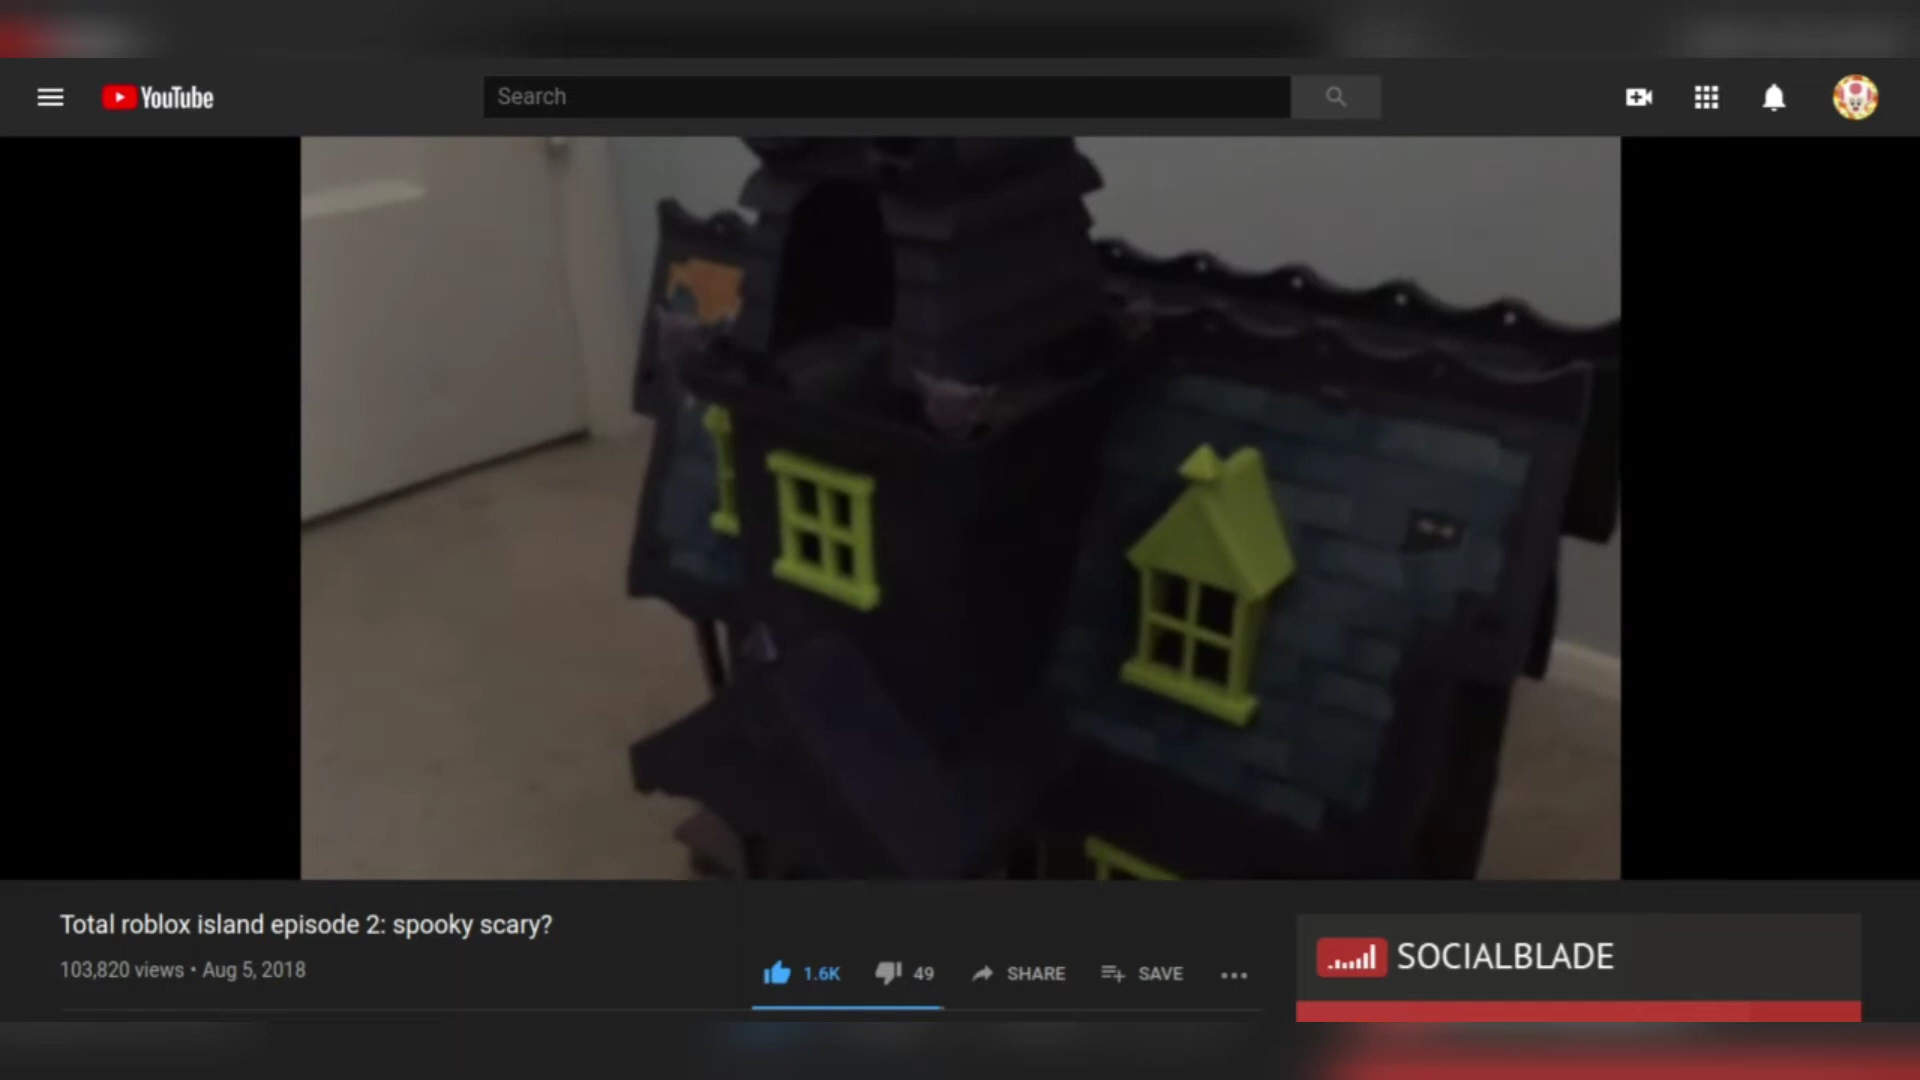 YouTube
Search
Total roblox island episode 2: spooky scary?
103,820 views • Aug 5, 2018
1.6K
49
SHARE
SAVE
SOCIALBLADE